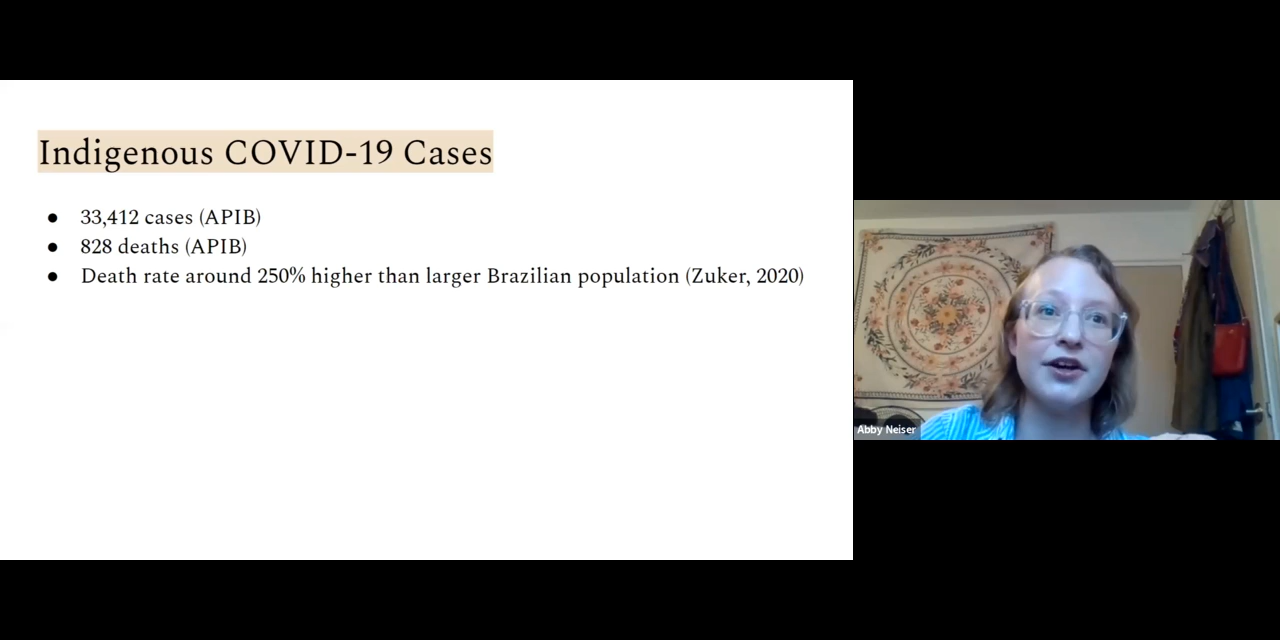 Indigenous COVID-19 Cases
● 33,412 cases (APIB)
● 828 deaths (APIB)
● Death rate around 250% higher than larger Brazilian population (Zuker, 2020)
Abby Neiser